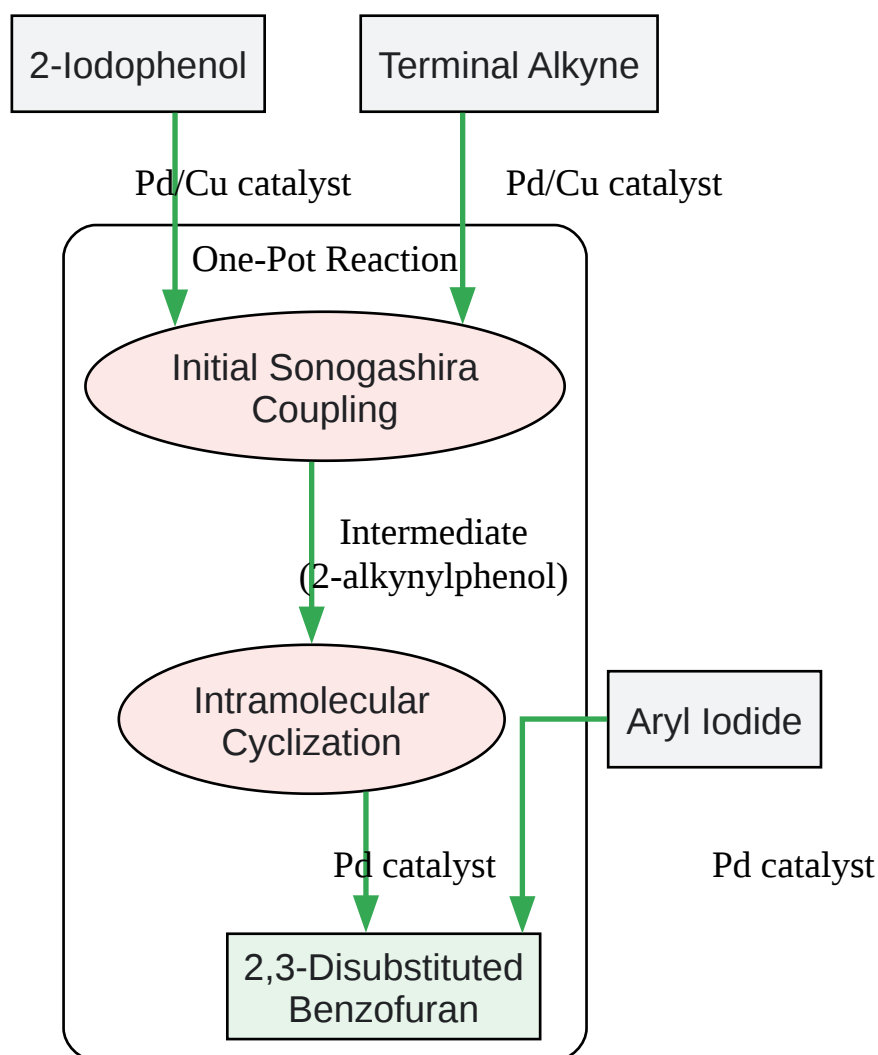 2-Iodophenol
Terminal Alkyne
Pd/Cu catalyst
Pd/Cu catalyst
One-Pot Reaction
Initial Sonogashira
Coupling
Intermediate
(2-alkynylphenol)
Intramolecular
Cyclization
Aryl Iodide
Pd catalyst
Pd catalyst
2,3-Disubstituted
Benzofuran